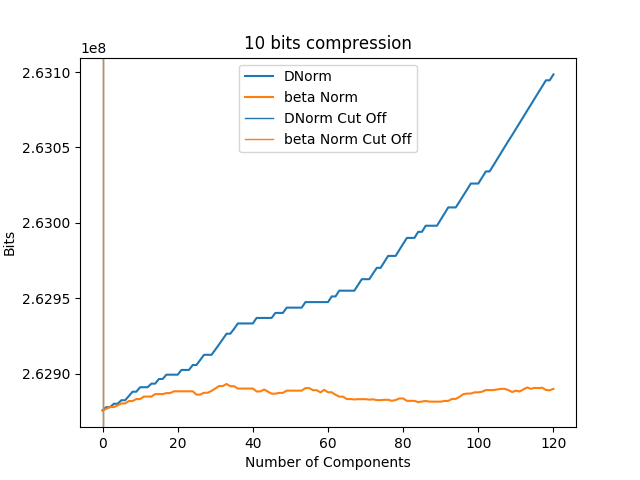 10 bits compression
1e8
2.6310
2.6305
2.6300
2.6295
2.6290
Bits
DNorm
beta Norm
DNorm Cut Off
beta Norm Cut Off
0 20 40 60 80 100 120
Number of Components